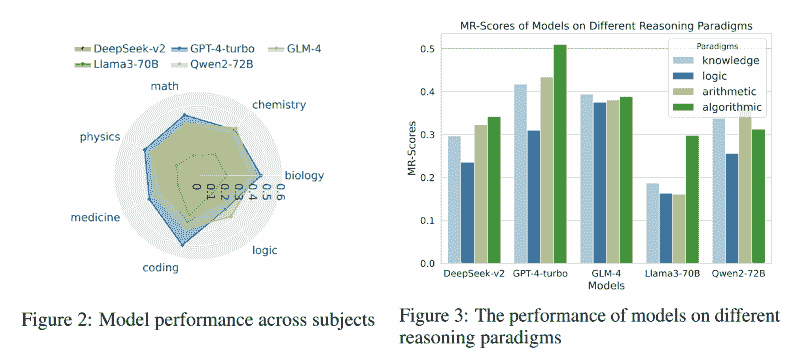 DeepSeek-v2 GPT-4-turbo GLM-4
Llama3-70B Qwen2-72B
math
chemistry
physics
biology
0 0.1 0.2 0.3 0.4 0.5 0.6
medicine
logic
coding
Figure 2: Model performance across subjects
MR-Scores of Models on Different Reasoning Paradigms
Paradigms
knowledge
logic
arithmetic
algorithmic
0.5
0.4
0.3
0.2
0.1
0.0
MR-Scores
DeepSeek-v2 GPT-4-turbo GLM-4 Llama3-70B Qwen2-72B
Models
Figure 3: The performance of models on different
reasoning paradigms